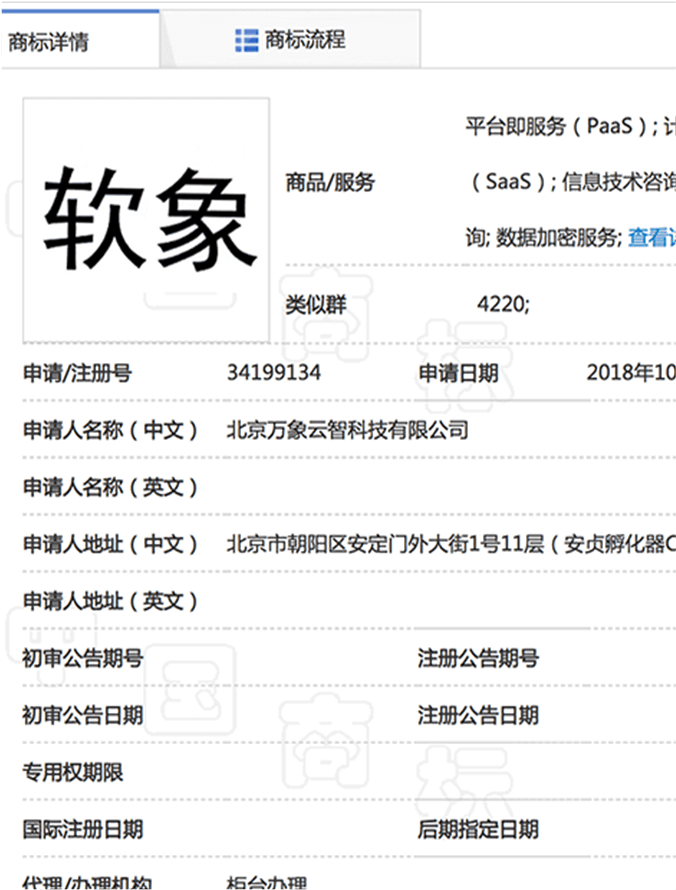 商标详情
商标流程
软象
商品/服务
平台即服务（PaaS）;
（SaaS）; 信息技术咨询
询; 数据加密服务; 查看
类似群 4220;
申请/注册号 34199134 申请日期 2018年10
申请人名称（中文） 北京万象云智科技有限公司
申请人名称（英文）
申请人地址（中文） 北京市朝阳区安定门外大街1号11层（安贞孵化器C
申请人地址（英文）
初审公告期号 注册公告期号
初审公告日期 注册公告日期
专用权期限
国际注册日期 后期指定日期
代理/办理机构 柜台办理
中国商标